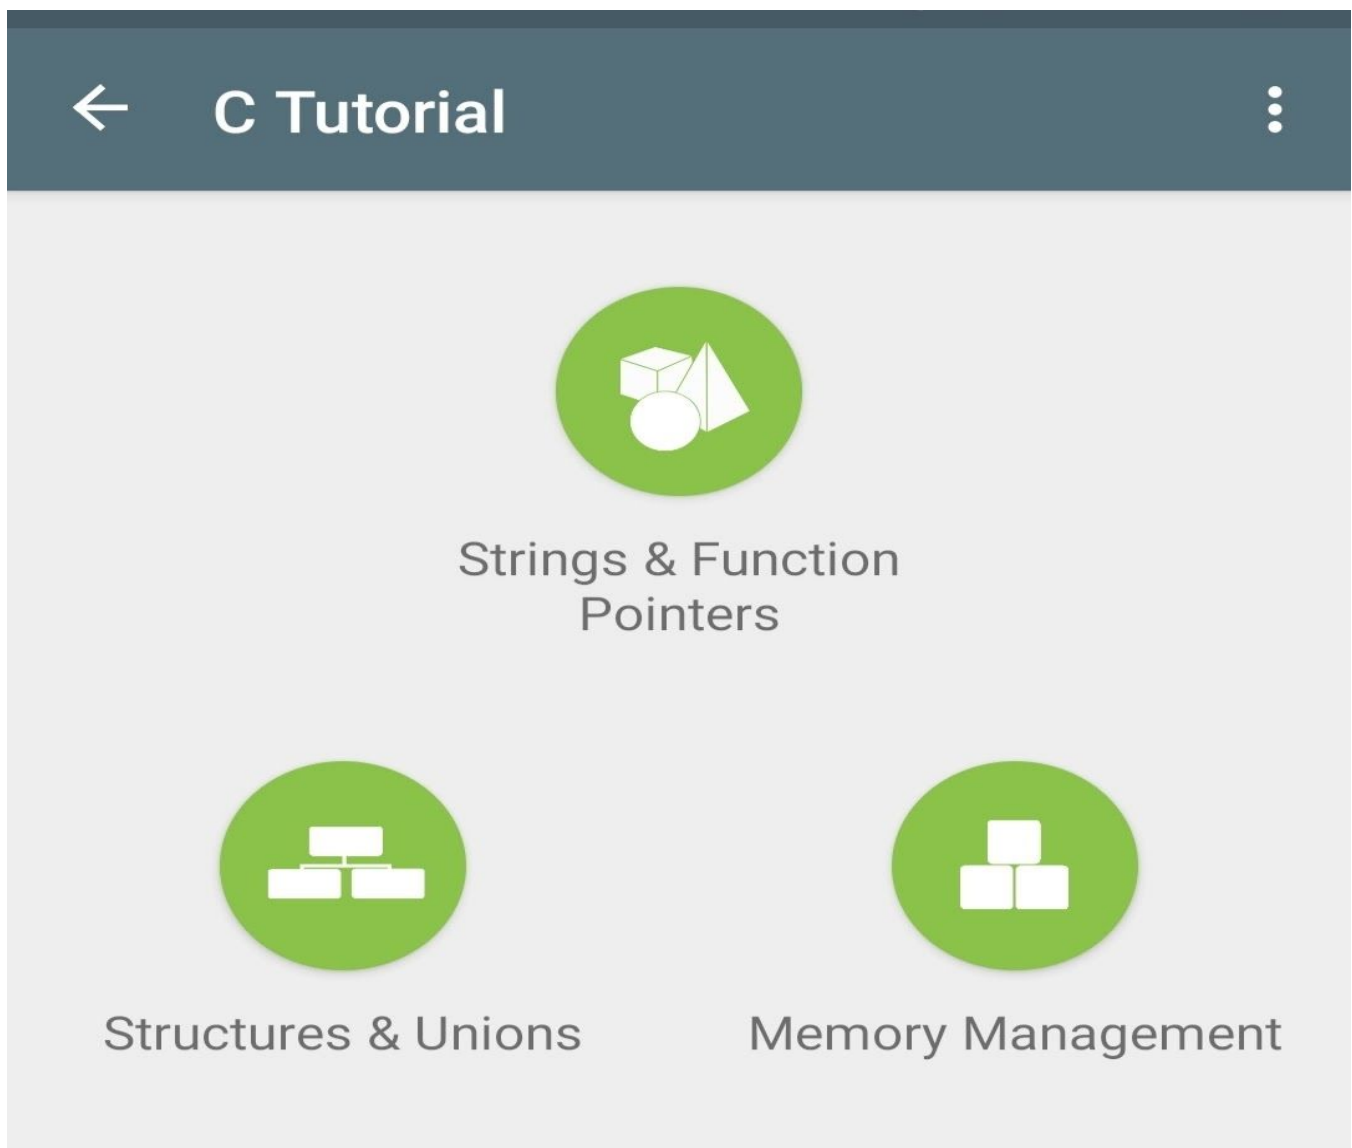 C Tutorial
Strings & Function
Pointers
Structures & Unions
Memory Management